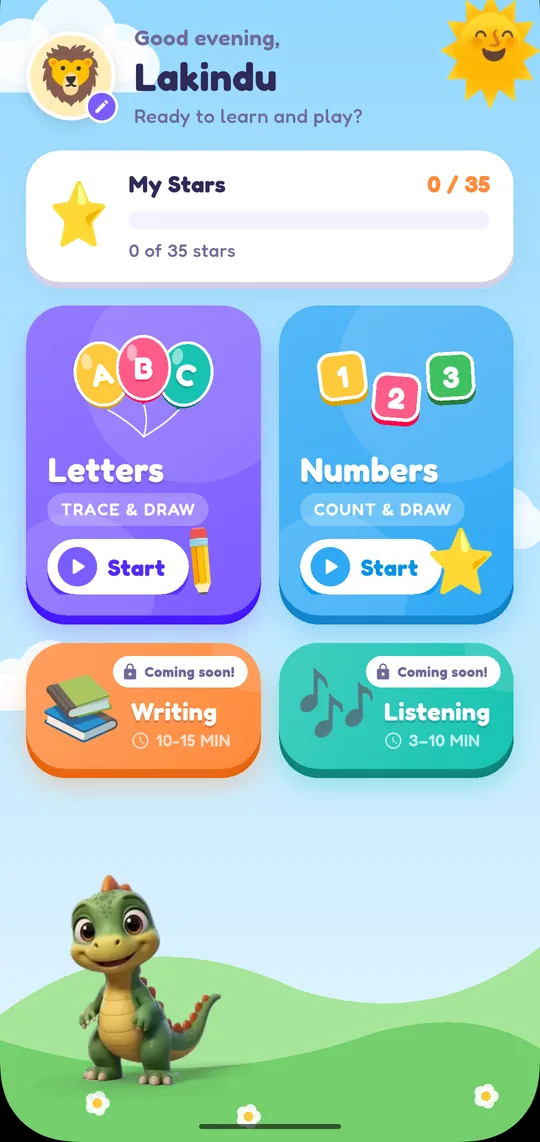 Good evening,
Lakindu
Ready to learn and play?
My Stars
0 / 35
0 of 35 stars
A B C
1 2 3
Letters
TRACE & DRAW
Start
Numbers
COUNT & DRAW
Start
Coming soon!
Writing
10-15 MIN
Coming soon!
Listening
3–10 MIN